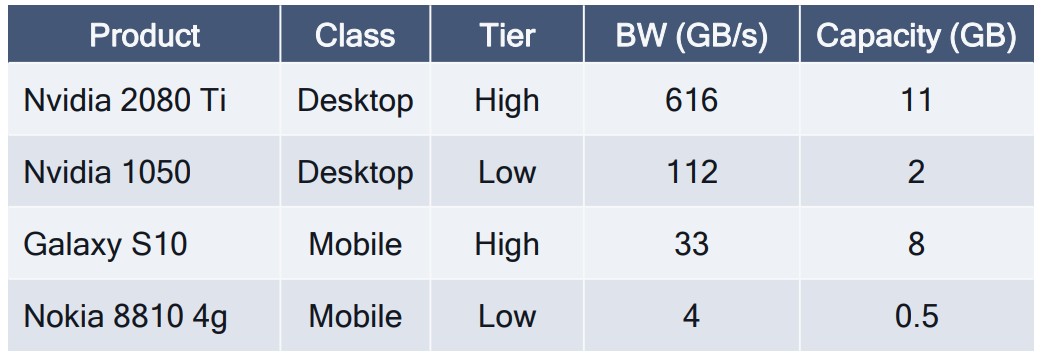 Product Class Tier BW (GB/s) Capacity (GB)
Nvidia 2080 Ti Desktop High 616 11
Nvidia 1050 Desktop Low 112 2
Galaxy S10 Mobile High 33 8
Nokia 8810 4g Mobile Low 4 0.5